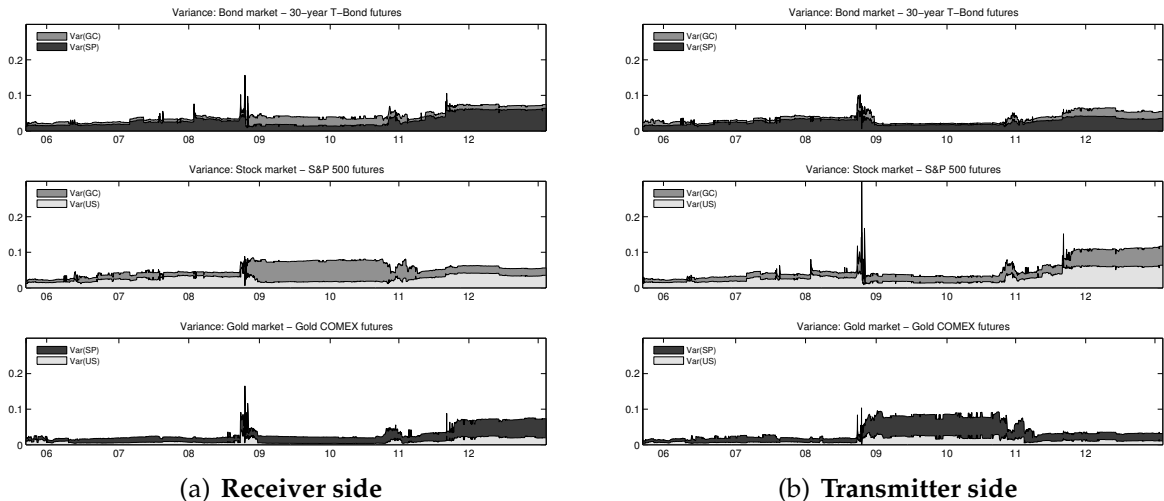 Variance: Bond market − 30−year T−Bond futures
Var(GC)
Var(SP)
0.2
0.1
0
06 07 08 09 10 11 12
Variance: Stock market − S&P 500 futures
Var(GC)
Var(US)
0.2
0.1
0
06 07 08 09 10 11 12
Variance: Gold market − Gold COMEX futures
Var(SP)
Var(US)
0.2
0.1
0
06 07 08 09 10 11 12
(a) Receiver side
Variance: Bond market − 30−year T−Bond futures
Var(GC)
Var(SP)
0.2
0.1
0
06 07 08 09 10 11 12
Variance: Stock market − S&P 500 futures
Var(GC)
Var(US)
0.2
0.1
0
06 07 08 09 10 11 12
Variance: Gold market − Gold COMEX futures
Var(SP)
Var(US)
0.2
0.1
0
06 07 08 09 10 11 12
(b) Transmitter side